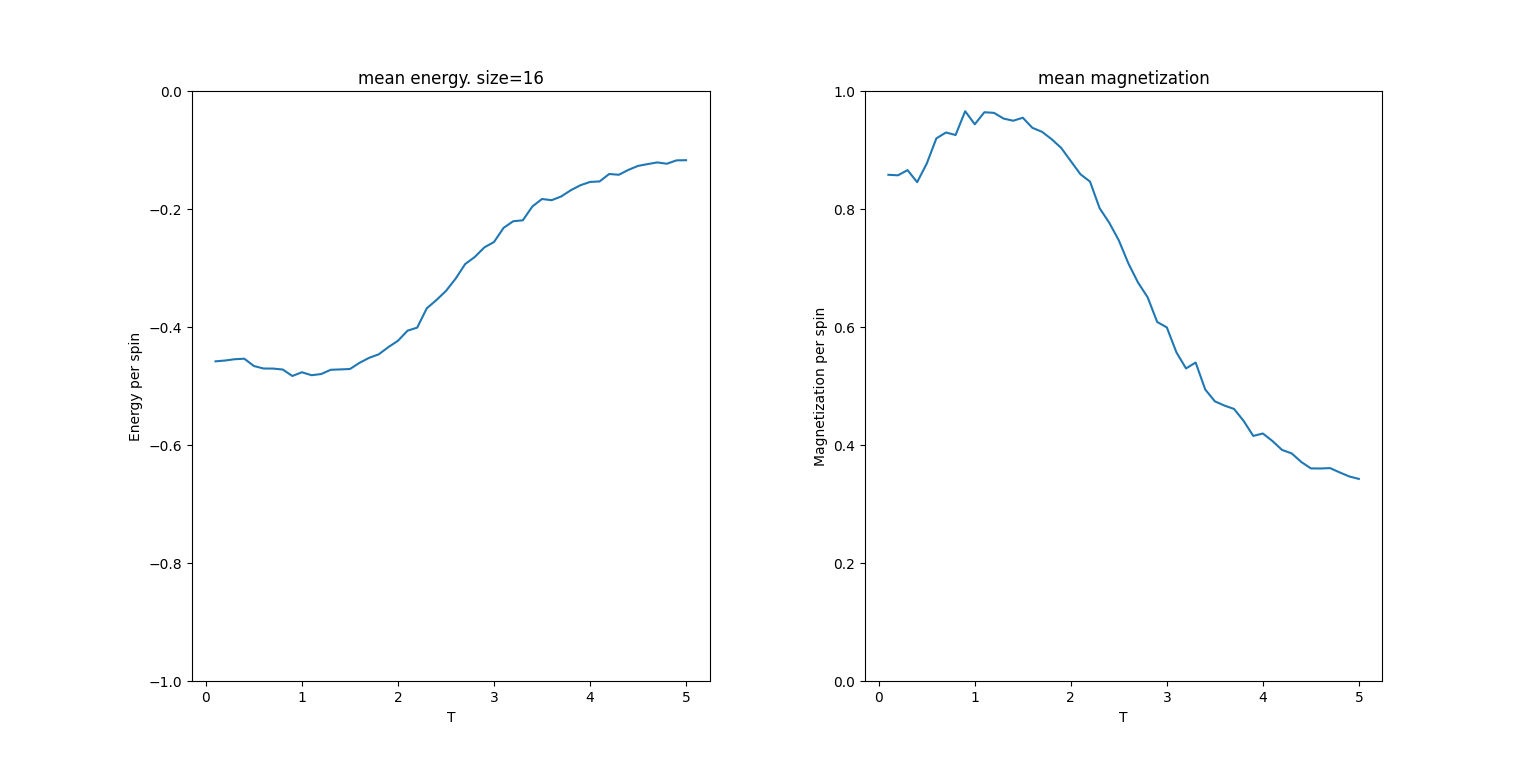 mean energy. size=16
0.0
−0.2
−0.4
−0.6
−0.8
−1.0
Energy per spin
0 1 2 3 4 5
T
mean magnetization
1.0
0.8
0.6
0.4
0.2
0.0
Magnetization per spin
0 1 2 3 4 5
T